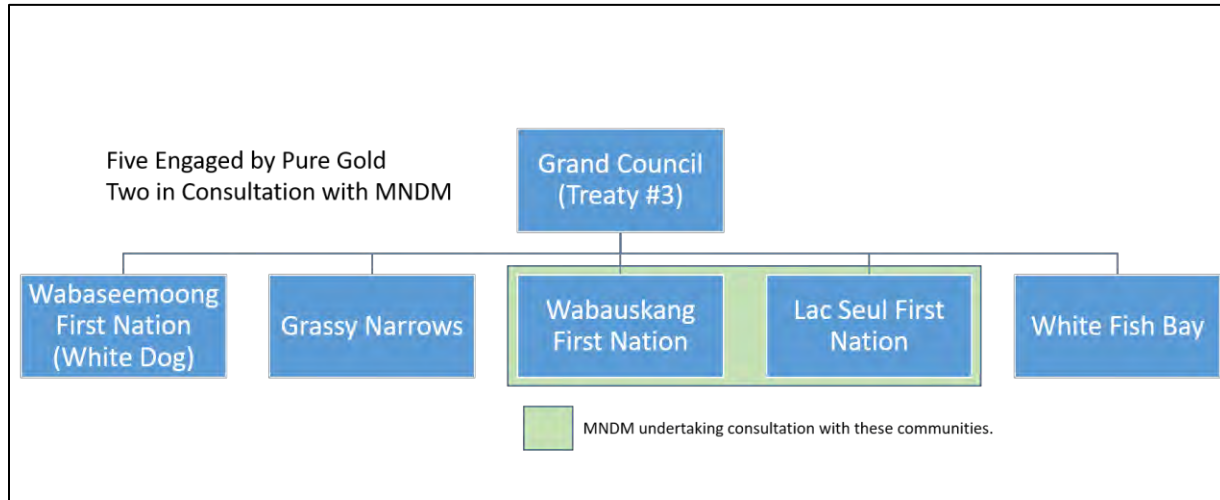 Five Engaged by Pure Gold
Two in Consultation with MNDM
Grand Council
(Treaty #3)
Wabaseemoong
First Nation
(White Dog)
Grassy Narrows
Wabauskang
First Nation
Lac Seul First
Nation
White Fish Bay
MNDM undertaking consultation with these communities.